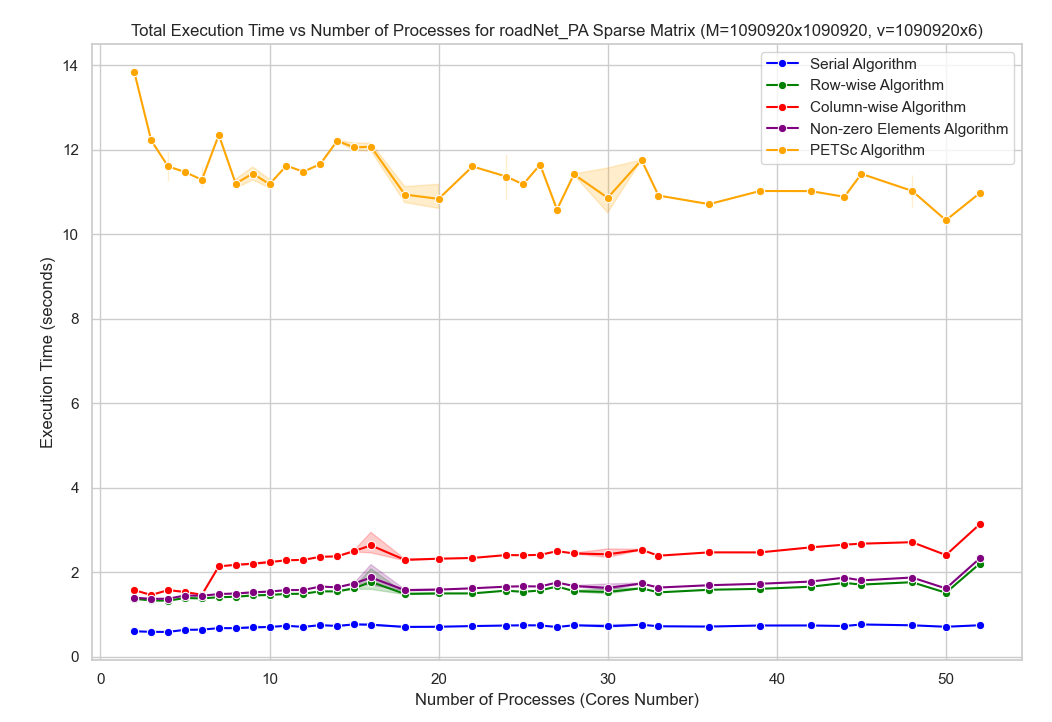 Total Execution Time vs Number of Processes for roadNet_PA Sparse Matrix (M=1090920x1090920, v=1090920x6)
Serial Algorithm
Row-wise Algorithm
Column-wise Algorithm
Non-zero Elements Algorithm
PETSc Algorithm
Execution Time (seconds)
14
12
10
8
6
4
2
0
0 10 20 30 40 50
Number of Processes (Cores Number)